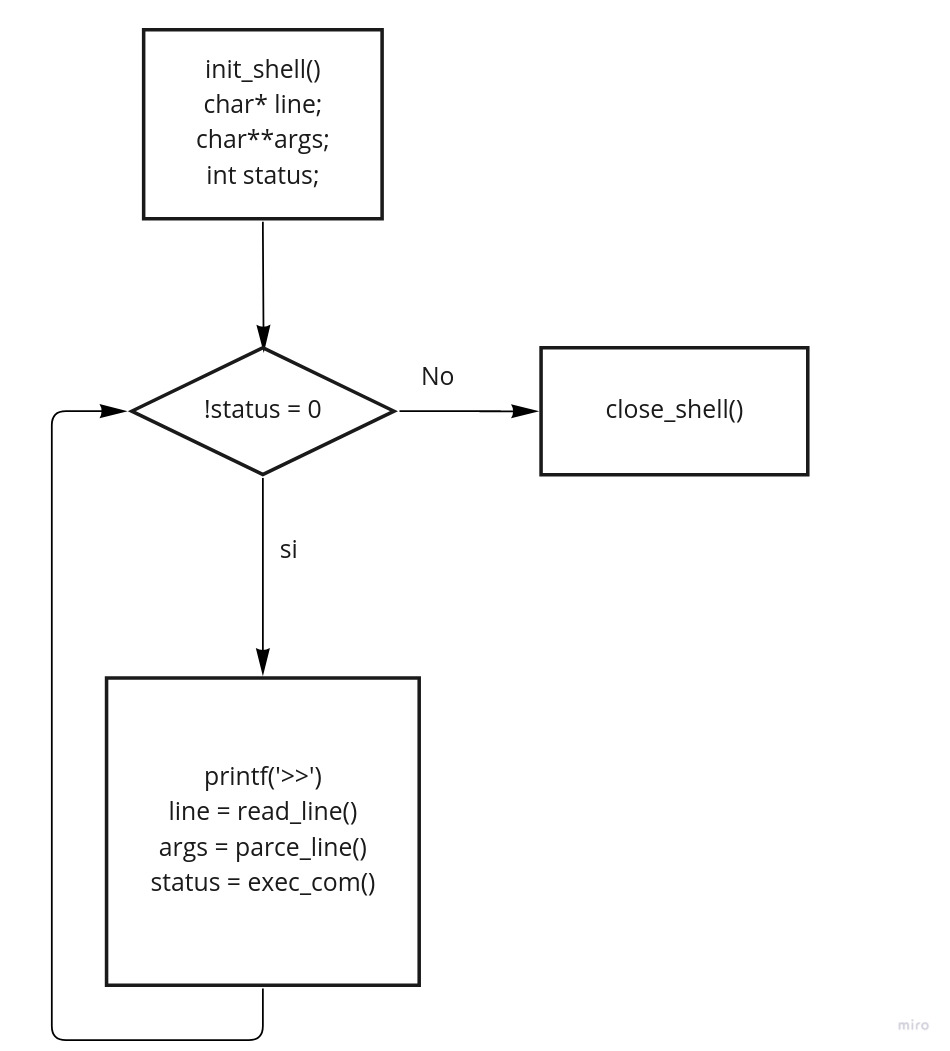 init_shell()
char* line;
char**args;
int status;
!status = 0
No
close_shell()
si
printf('>>')
line = read_line()
args = parce_line()
status = exec_com()
miro